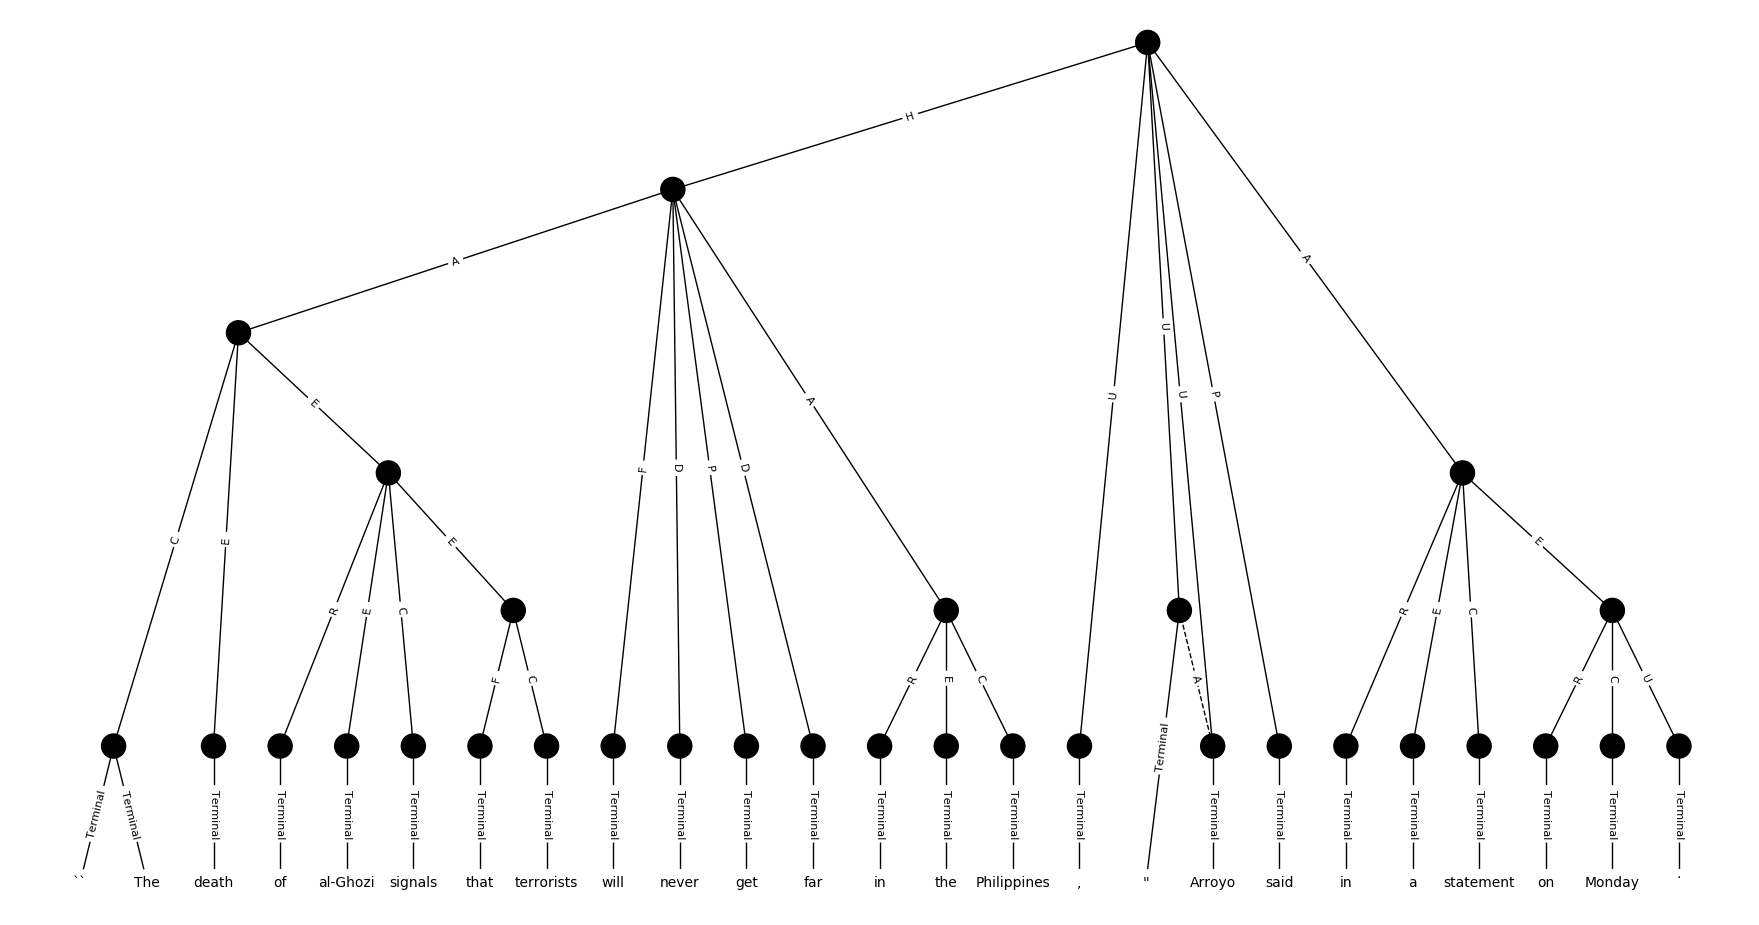 H
A
A
U
E
U
U
P
A
F
D
P
D
C
E
E
E
R
E
C
R
E
C
F
C
R
E
C
A
R
C
U
Terminal
Terminal Terminal Terminal Terminal Terminal Terminal Terminal Terminal Terminal Terminal Terminal Terminal Terminal Terminal Terminal Terminal Terminal Terminal Terminal Terminal Terminal Terminal Terminal Terminal
`` The death of al-Ghozi signals that terrorists will never get far in the Philippines , " Arroyo said in a statement on Monday .